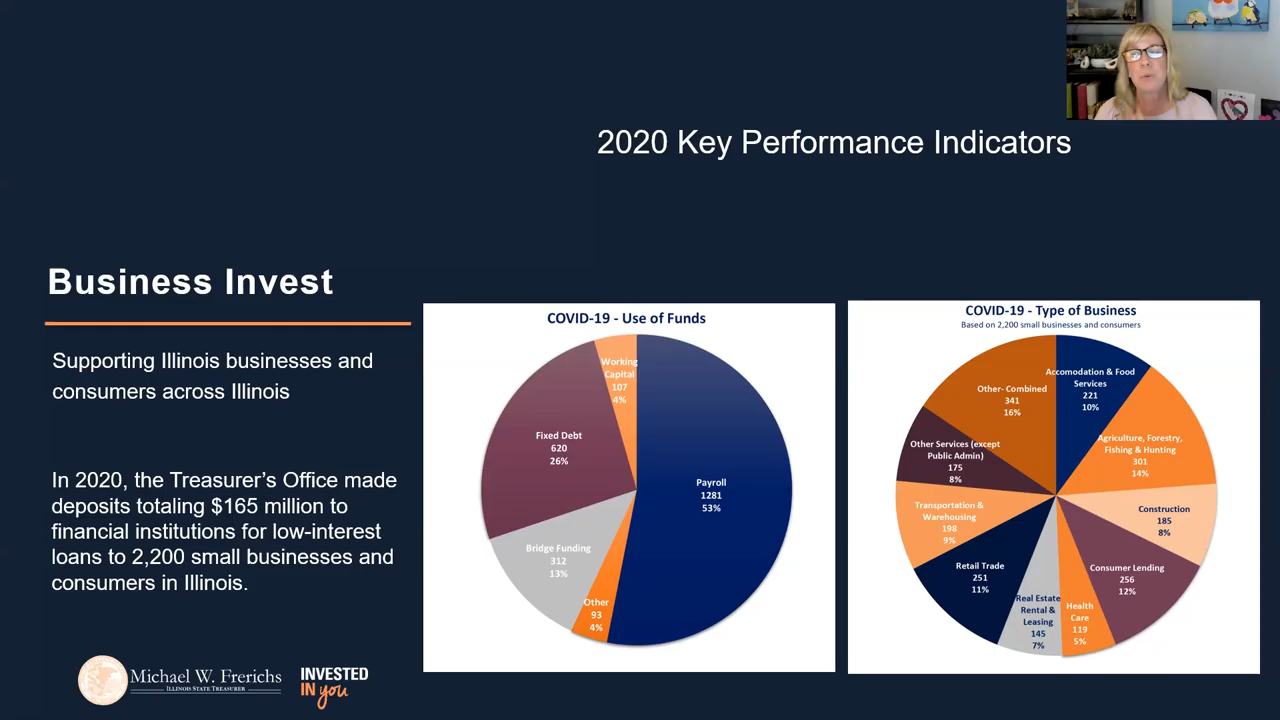 2020 Key Performance Indicators
Business Invest
Supporting Illinois businesses and
consumers across Illinois
In 2020, the Treasurer's Office made
deposits totaling $165 million to
financial institutions for low-interest
loans to 2,200 small businesses and
consumers in Illinois.
Michael W. Frerichs
ILLINOIS STATE TREASURER
INVESTED
IN you
COVID-19 - Use of Funds
Working
Capital
107
4%
Fixed Debt
620
26%
Payroll
1281
53%
Bridge Funding
312
13%
Other
93
4%
COVID-19 - Type of Business
Based on 2,200 small businesses and consumers
Accomodation & Food
Services
221
10%
Other- Combined
341
16%
Agriculture, Forestry,
Fishing & Hunting
301
14%
Other Services (except
Public Admin)
175
8%
Transportation &
Warehousing
198
9%
Construction
185
8%
Retail Trade
251
11%
Consumer Lending
256
12%
Real Estate
Rental &
Leasing
145
7%
Health
Care
119
5%